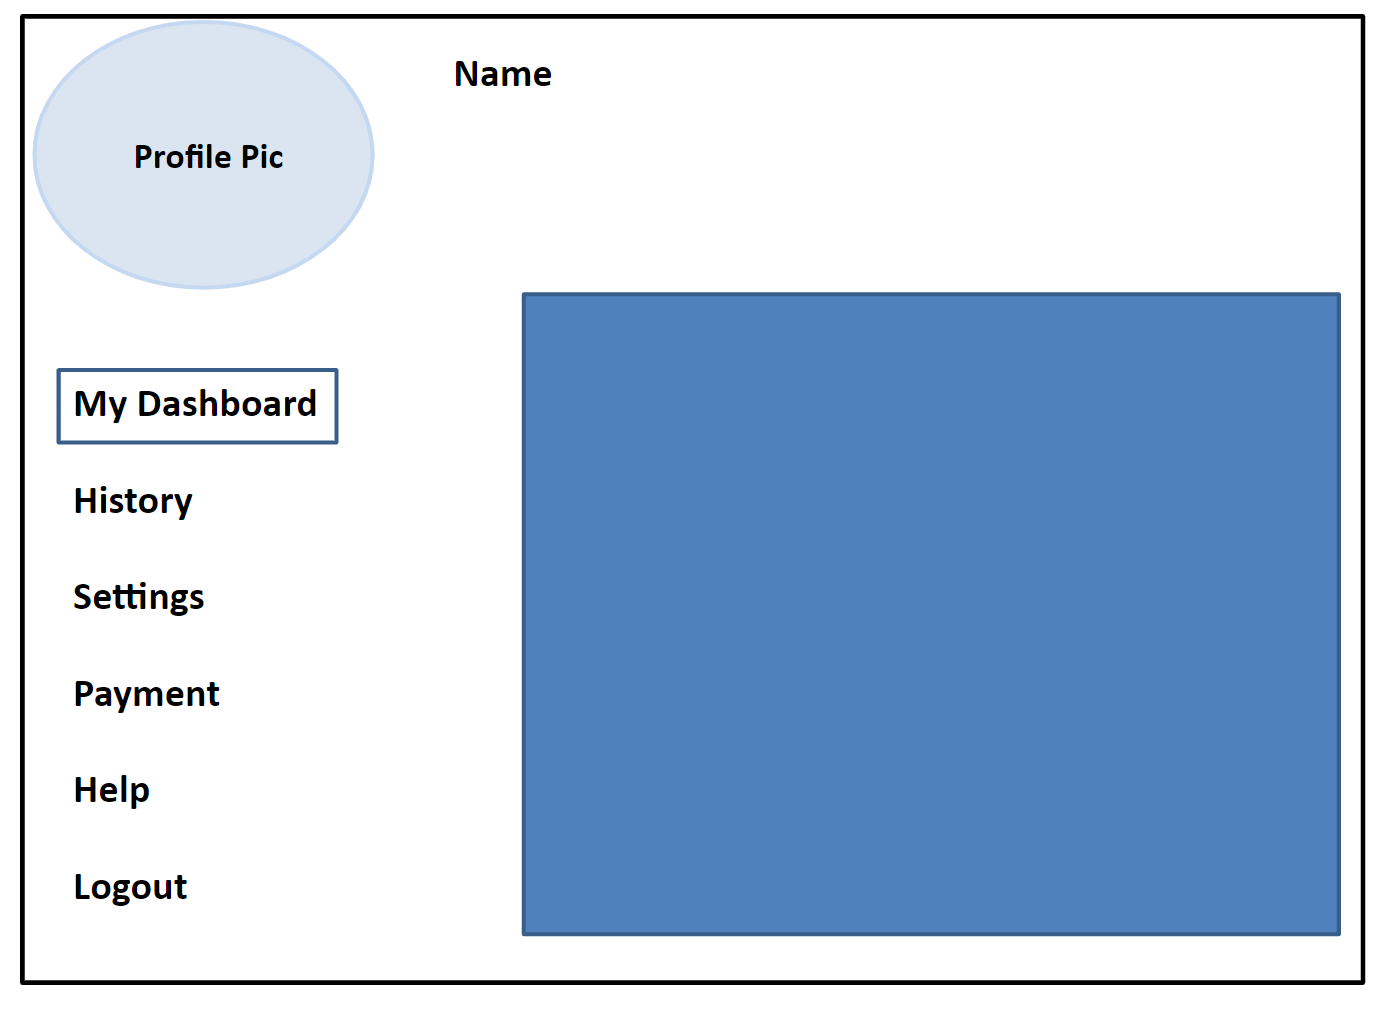 Name
Profile Pic
My Dashboard
History
Settings
Payment
Help
Logout